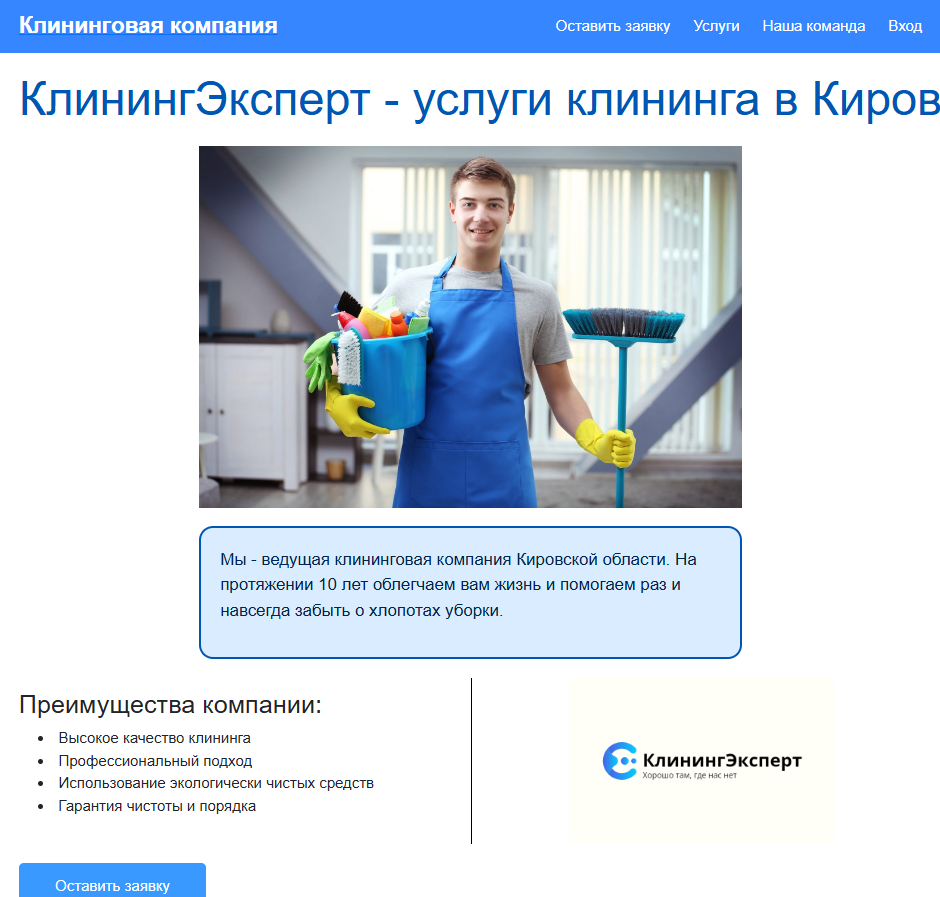 Клининговая компания
Оставить заявку Услуги Наша команда Вход
КлинингЭксперт - услуги клининга в Киров
Мы - ведущая клининговая компания Кировской области. На
протяжении 10 лет облегчаем вам жизнь и помогаем раз и
навсегда забыть о хлопотах уборки.
Преимущества компании:
Высокое качество клининга
Профессиональный подход
Использование экологически чистых средств
Гарантия чистоты и порядка
КлинингЭксперт
Хорошо там, где нас нет
Оставить заявку